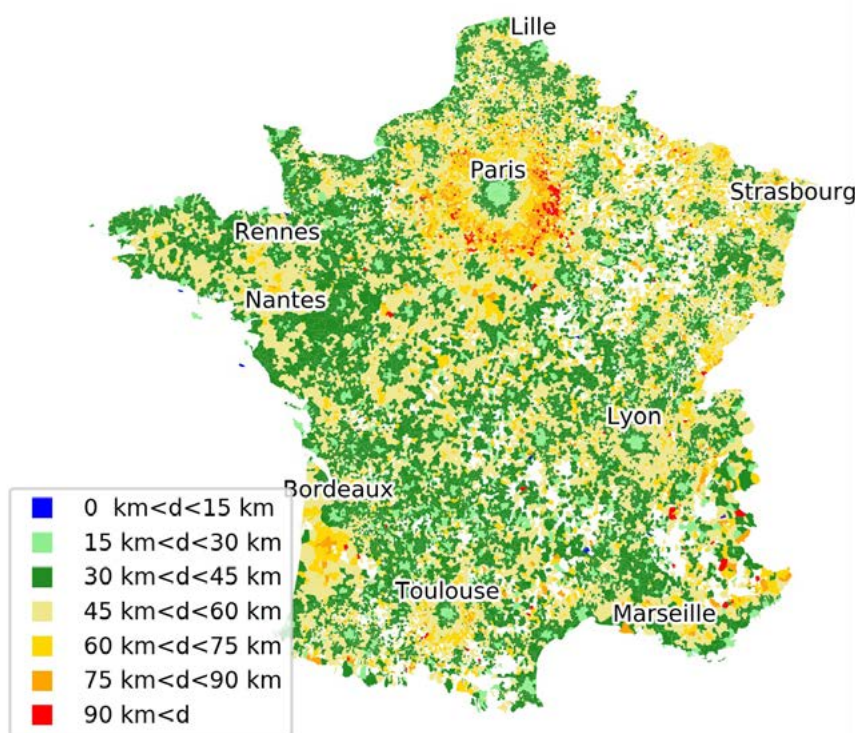 Lille
Paris
Strasbourg
Rennes
Nantes
Lyon
Bordeaux
0 km<d<15 km
15 km<d<30 km
30 km<d<45 km
Toulouse
45 km<d<60 km
Marseille
60 km<d<75 km
75 km<d<90 km
90 km<d